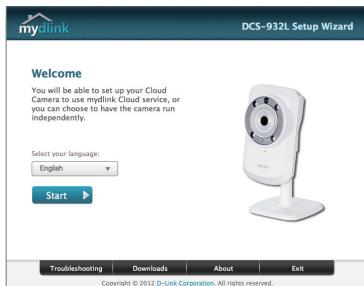 mydlink
DCS-932L Setup Wizard
Welcome
You will be able to set up your Cloud
Camera to use mydlink Cloud service, or
you can choose to have the camera run
independently.
Select your language:
English
Start
Troubleshooting Downloads About Exit
Copyright © 2012 D-Link Corporation. All rights reserved.